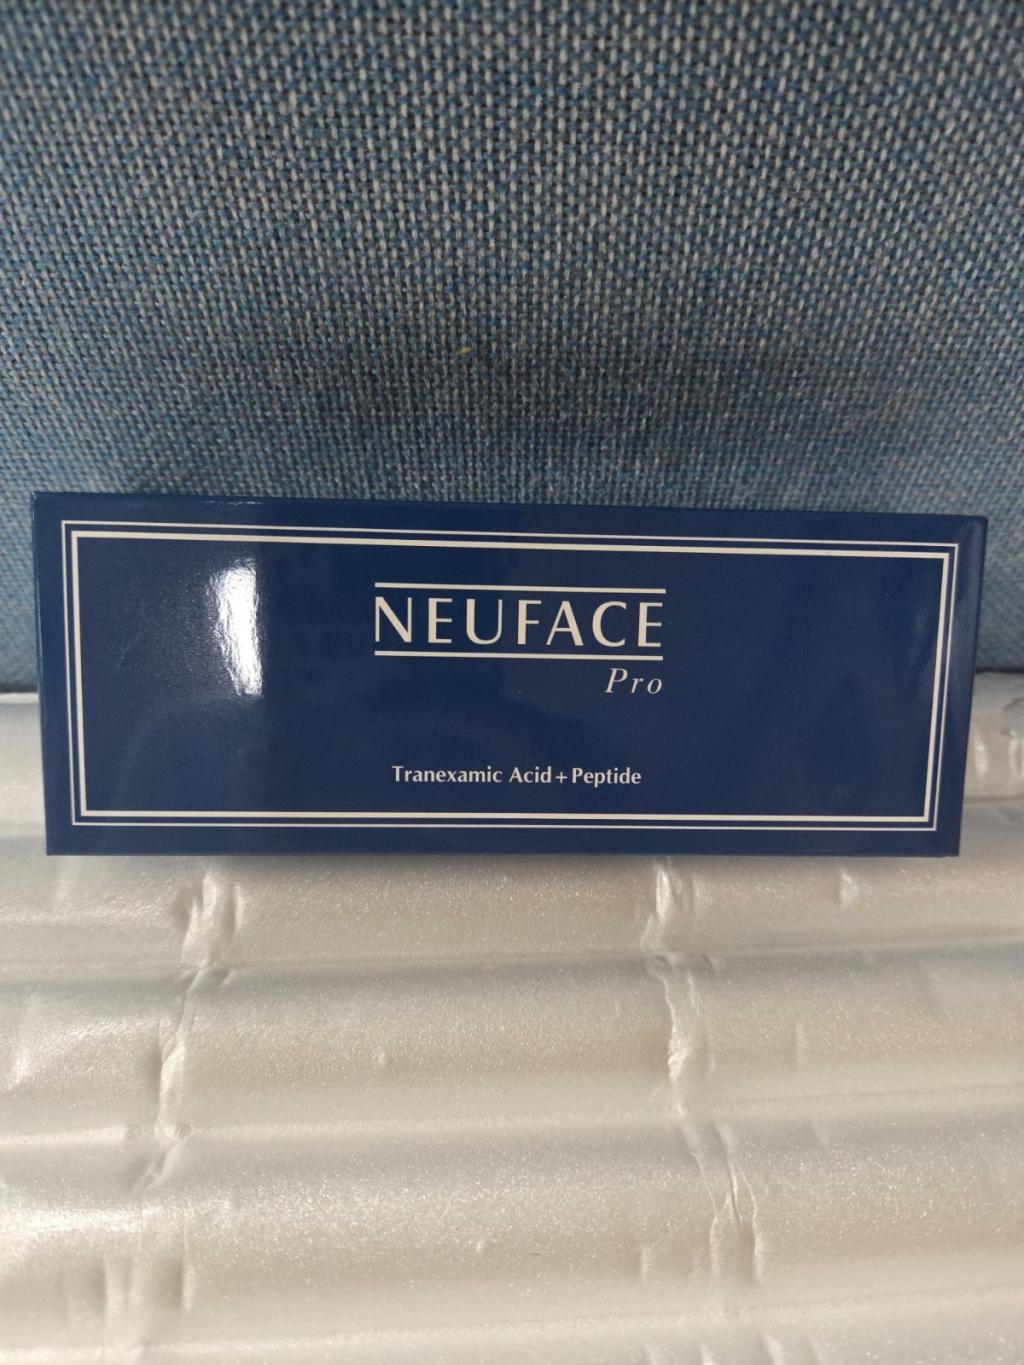 NEUFACE
Pro
Tranexamic Acid+Peptide